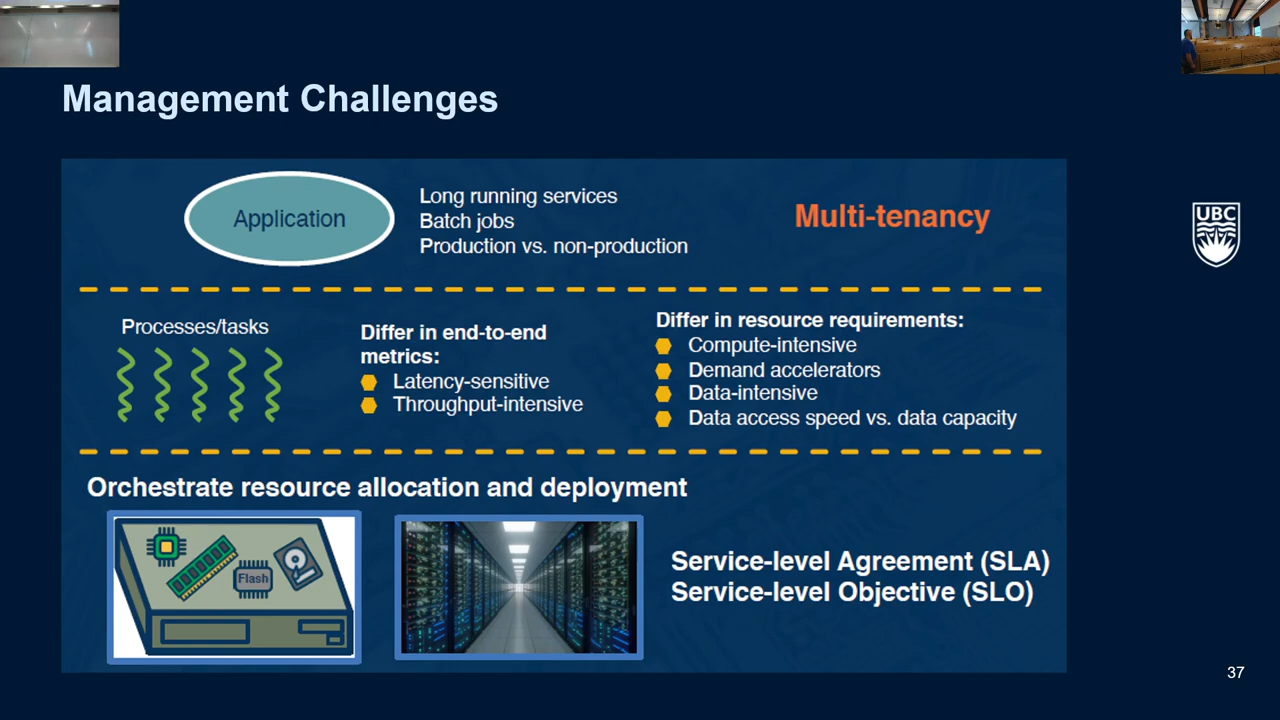 Management Challenges
UBC
Application
Long running services
Batch jobs
Production vs. non-production
Multi-tenancy
Processes/tasks
Differ in end-to-end
metrics:
Latency-sensitive
Throughput-intensive
Differ in resource requirements:
Compute-intensive
Demand accelerators
Data-intensive
Data access speed vs. data capacity
Orchestrate resource allocation and deployment
Flash
Service-level Agreement (SLA)
Service-level Objective (SLO)
37